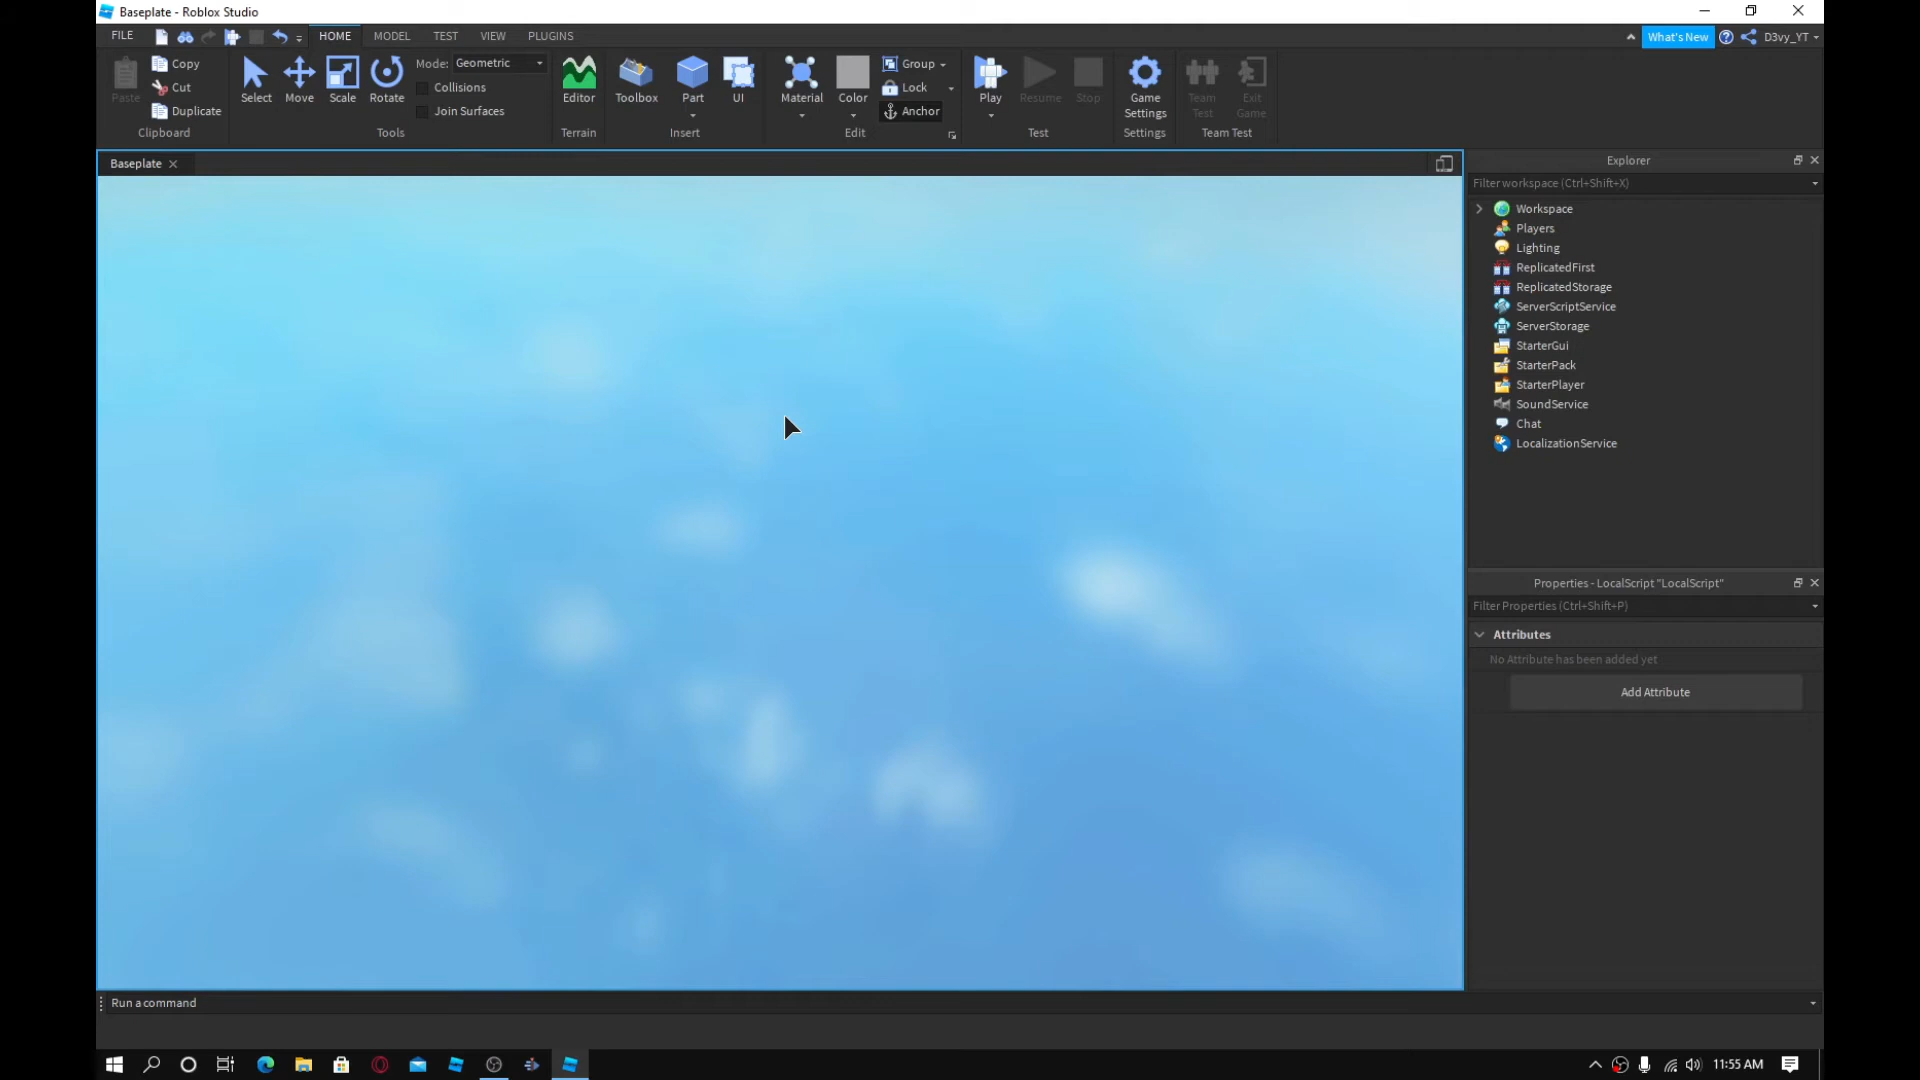 Baseplate - Roblox Studio
FILE
HOME
MODEL
TEST
VIEW
PLUGINS
What's New
D3vy_YT
Paste
Copy
Cut
Duplicate
Clipboard
Select
Move
Scale
Rotate
Mode: Geometric
Collisions
Join Surfaces
Tools
Editor
Terrain
Toolbox
Part
UI
Insert
Material
Color
Group
Lock
Anchor
Edit
Play
Resume
Stop
Test
Game Settings
Settings
Team Test
Exit Game
Team Test
Baseplate
Explorer
Filter workspace (Ctrl+Shift+X)
Workspace
Players
Lighting
ReplicatedFirst
ReplicatedStorage
ServerScriptService
ServerStorage
StarterGui
StarterPack
StarterPlayer
SoundService
Chat
LocalizationService
Properties - LocalScript "LocalScript"
Filter Properties (Ctrl+Shift+P)
Attributes
No Attribute has been added yet
Add Attribute
Run a command
11:55 AM